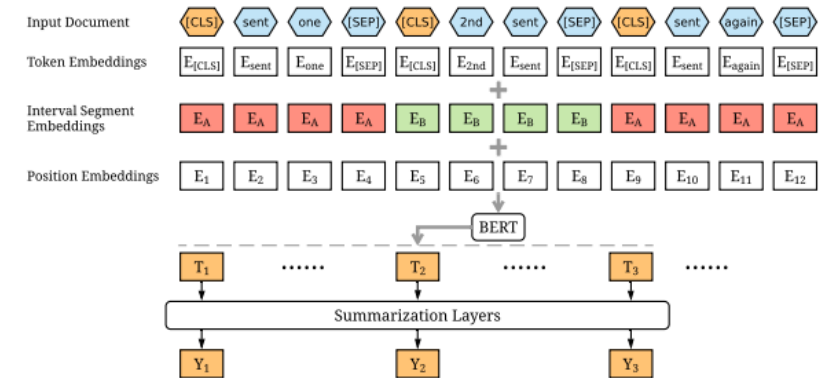 Input Document [CLS] sent one [SEP] [CLS] 2nd sent [SEP] [CLS] sent again [SEP]
Token Embeddings E[CLS] Esent Eone E[SEP] E[CLS] E2nd Esent E[SEP] E[CLS] Esent Eagain E[SEP]
+
Interval Segment
Embeddings EA EA EA EA EB EB EB EB EA EA EA EA
+
Position Embeddings E1 E2 E3 E4 E5 E6 E7 E8 E9 E10 E11 E12
BERT
T1 ...... T2 ...... T3 ......
Summarization Layers
Y1 Y2 Y3